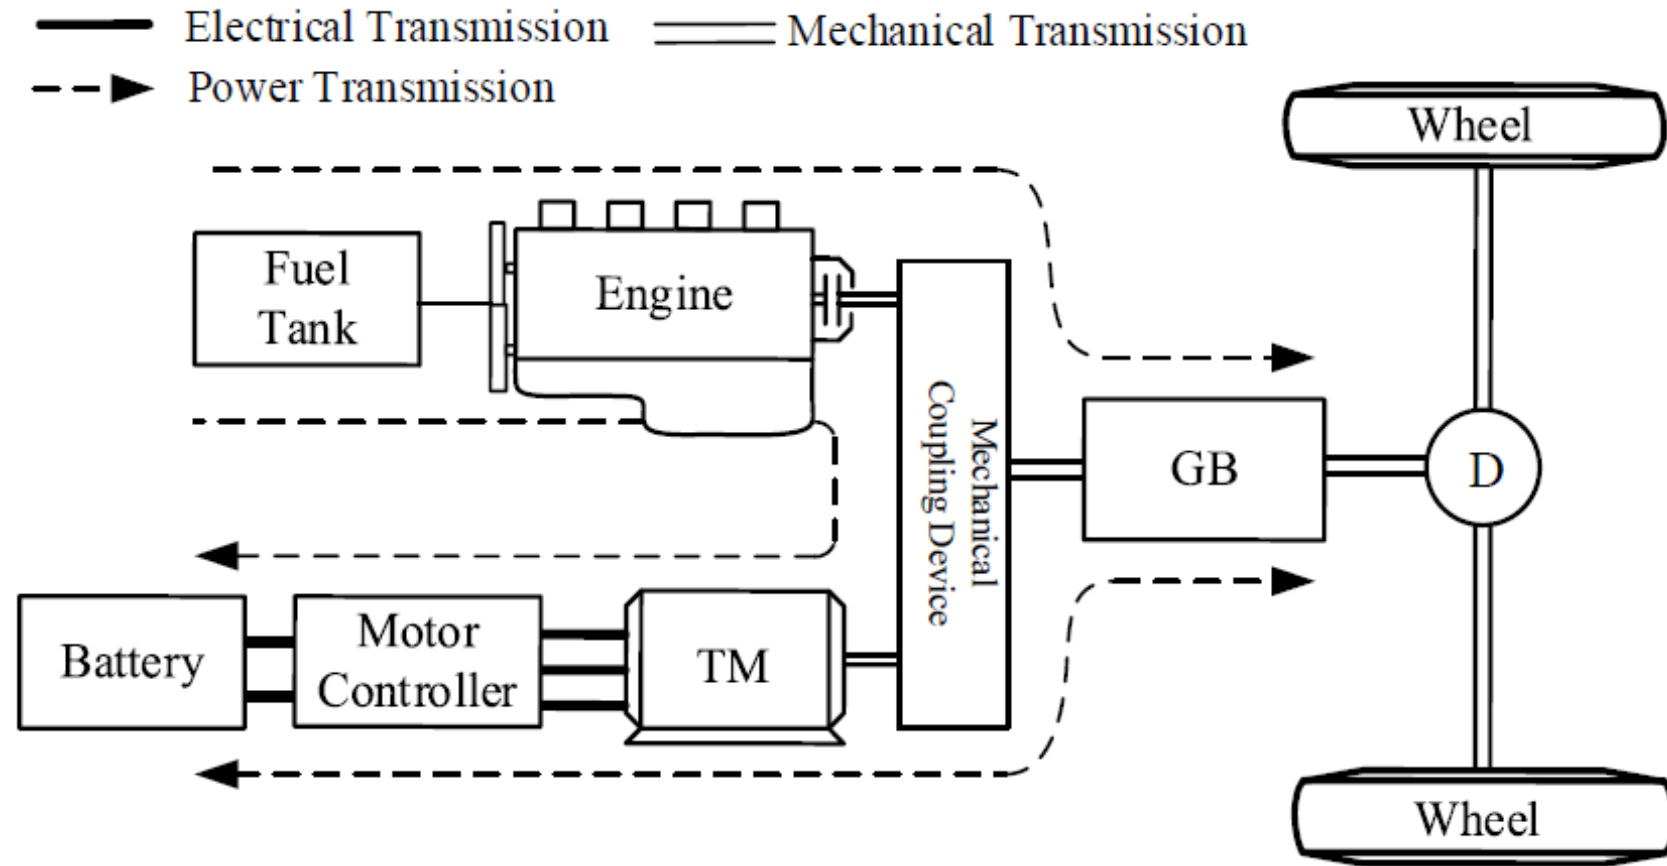 Electrical Transmission
Mechanical Transmission
Power Transmission
Wheel
Fuel
Tank
Engine
Mechanical
Coupling Device
GB
D
Battery
Motor
Controller
TM
Wheel